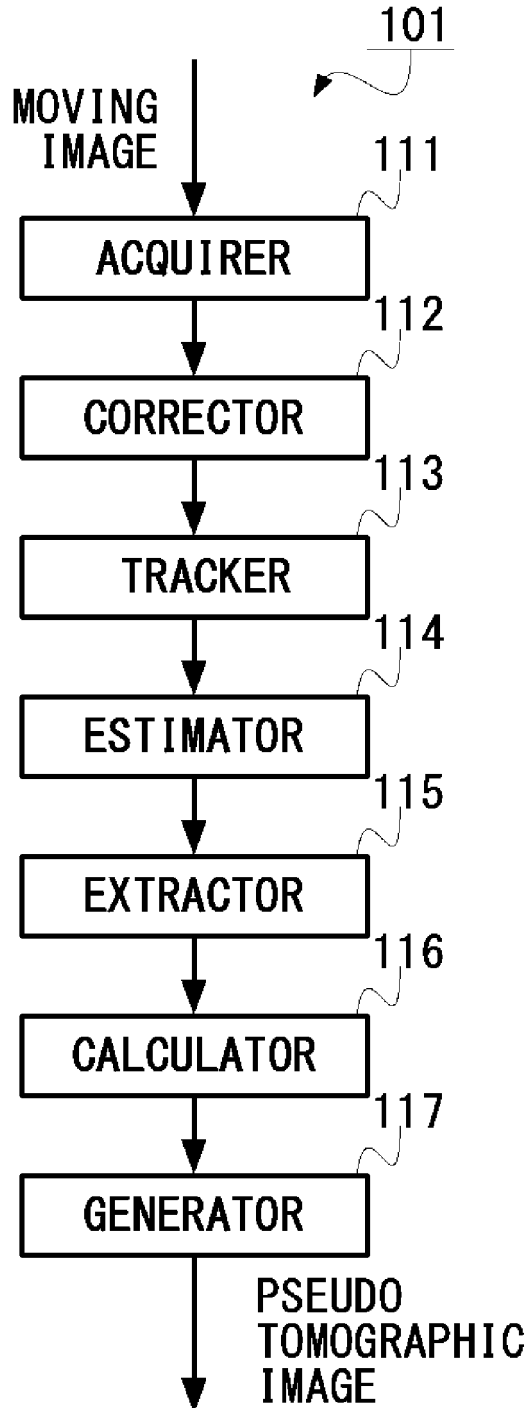 101
MOVING
IMAGE
111
ACQUIRER
112
CORRECTOR
113
TRACKER
114
ESTIMATOR
115
EXTRACTOR
116
CALCULATOR
117
GENERATOR
PSEUDO
TOMOGRAPHIC
IMAGE